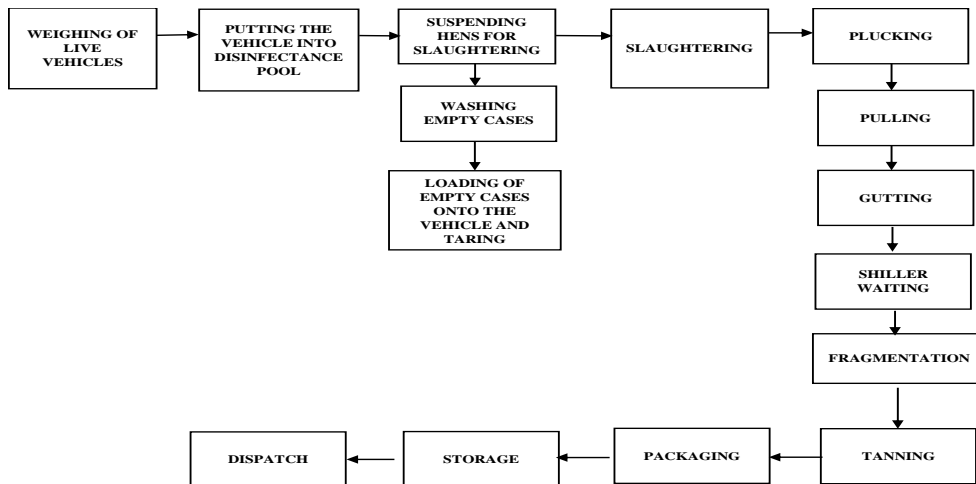 WEIGHING OF
LIVE
VEHICLES
PUTTING THE
VEHICLE INTO
DISINFECTANCE
POOL
SUSPENDING
HENS FOR
SLAUGHTERING
SLAUGHTERING
PLUCKING
WASHING
EMPTY CASES
LOADING OF
EMPTY CASES
ONTO THE
VEHICLE AND
TARING
PULLING
GUTTING
SHILLER
WAITING
FRAGMENTATION
TANNING
PACKAGING
STORAGE
DISPATCH